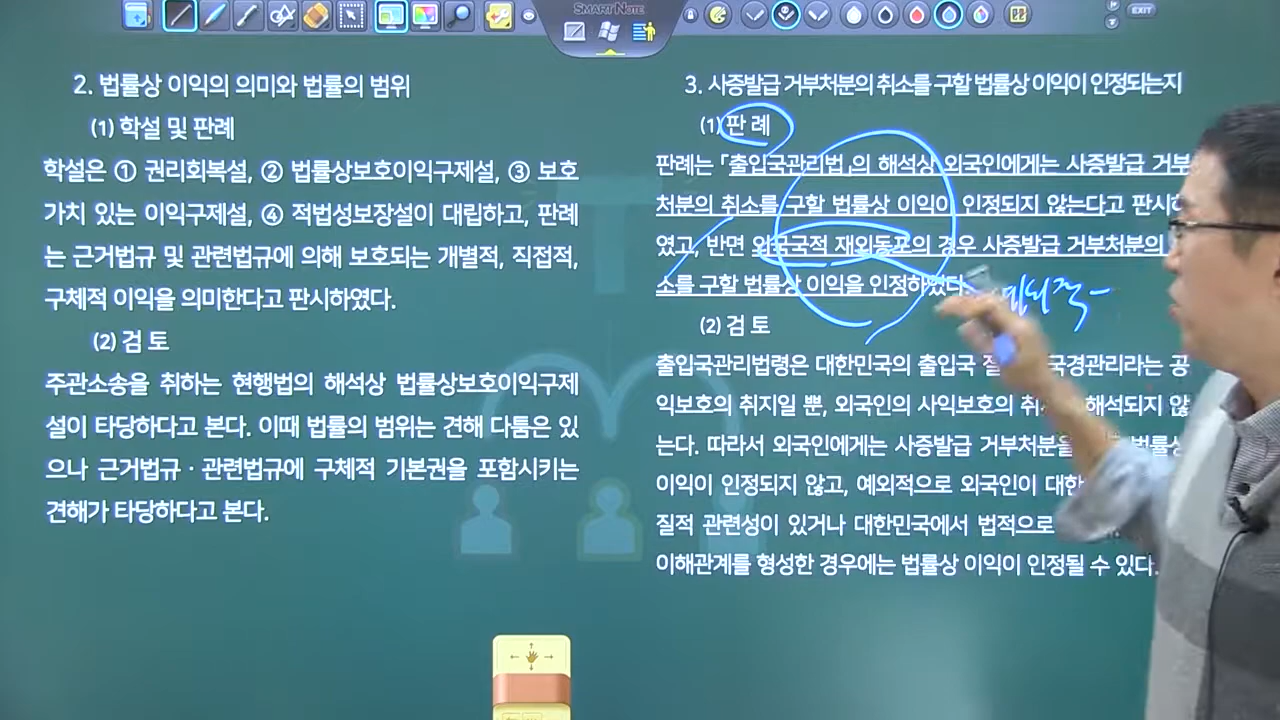 SMART NOTE
EXIT
2. 법률상 이익의 의미와 법률의 범위
(1) 학설 및 판례
학설은 ① 권리회복설, ② 법률상보호이익구제설, ③ 보호
가치 있는 이익구제설, ④ 적법성보장설이 대립하고, 판례
는 근거법규 및 관련법규에 의해 보호되는 개별적, 직접적,
구체적 이익을 의미한다고 판시하였다.
(2) 검 토
주관소송을 취하는 현행법의 해석상 법률상보호이익구제
설이 타당하다고 본다. 이때 법률의 범위는 견해 다툼은 있
으나 근거법규 · 관련법규에 구체적 기본권을 포함시키는
견해가 타당하다고 본다.
3. 사증발급 거부처분의 취소를 구할 법률상 이익이 인정되는지
(1) 판 례
판례는 「출입국관리법」의 해석상 외국인에게는 사증발급 거부
처분의 취소를 구할 법률상 이익이 인정되지 않는다고 판시하
였고, 반면 외국국적 재외동포의 경우 사증발급 거부처분의
소를 구할 법률상 이익을 인정하였다.
예외적
(2) 검 토
출입국관리법령은 대한민국의 출입국 국경관리라는 공
익보호의 취지일 뿐, 외국인의 사익보호의 해석되지 않
는다. 따라서 외국인에게는 사증발급 거부처분을 법률상
이익이 인정되지 않고, 예외적으로 외국인이
질적 관련성이 있거나 대한민국에서 법적으로
이해관계를 형성한 경우에는 법률상 이익이 인정될 수 있다.